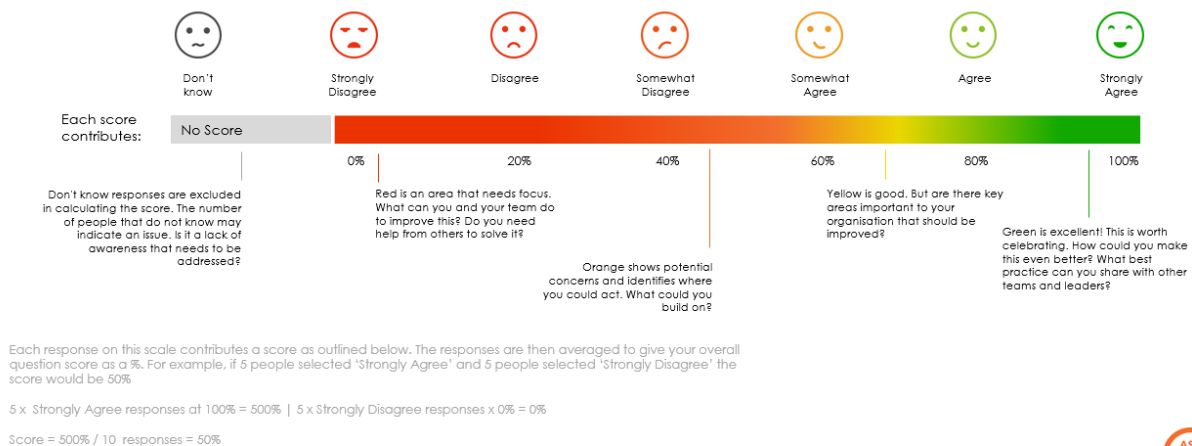 Don't
know
Strongly
Disagree
Disagree
Somewhat
Disagree
Somewhat
Agree
Agree
Strongly
Agree
Each score
contributes:
No Score
0%
20%
40%
60%
80%
100%
Don't know responses are excluded
in calculating the score. The number
of people that do not know may
indicate an issue. Is it a lack of
awareness that needs to be
addressed?
Red is an area that needs focus.
What can you and your team do
to improve this? Do you need
help from others to solve it?
Orange shows potential
concerns and identifies where
you could act. What could you
build on?
Yellow is good. But are there key
areas important to your
organisation that should be
improved?
Green is excellent! This is worth
celebrating. How could you make
this even better? What best
practice can you share with other
teams and leaders?
Each response on this scale contributes a score as outlined below. The responses are then averaged to give your overall
question score as a %. For example, if 5 people selected 'Strongly Agree' and 5 people selected 'Strongly Disagree' the
score would be 50%
5 x  Strongly Agree responses at 100% = 500% | 5 x Strongly Disagree responses x 0% = 0%
Score = 500% / 10  responses = 50%